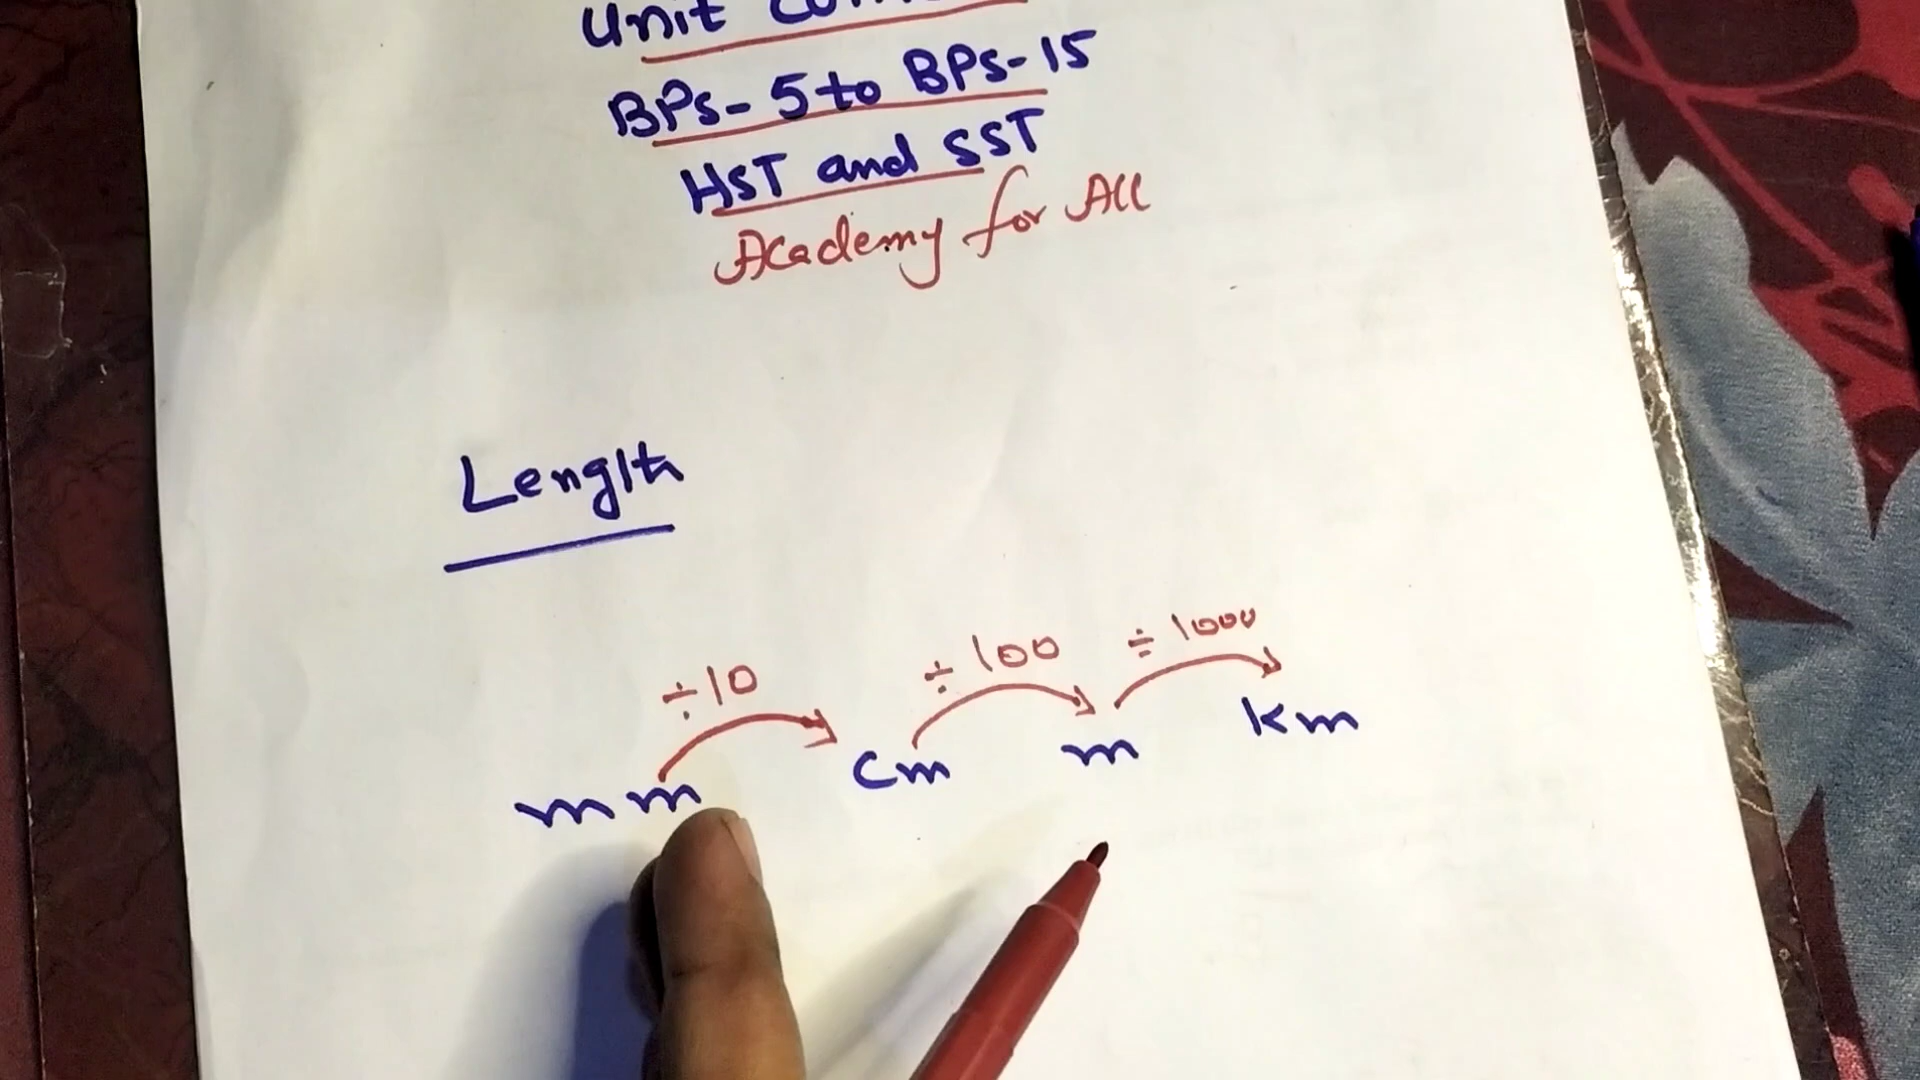 Unit
BPS-5 to BPS-15
HST and SST
Academy for All
Length
÷10 ÷100 ÷1000
mm cm m km